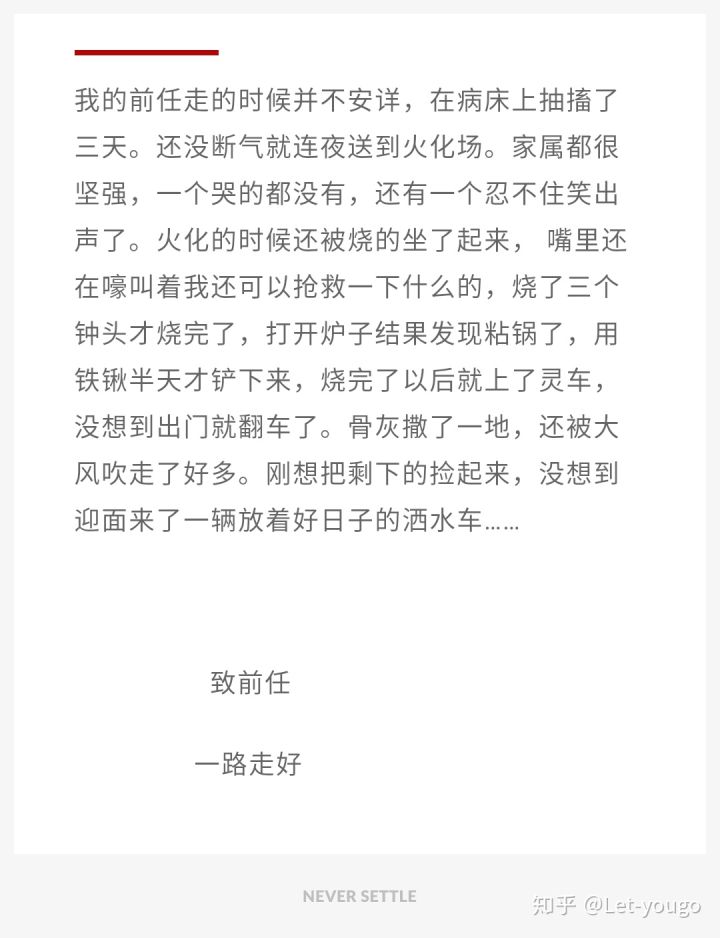 我的前任走的时候并不安详，在病床上抽搐了
三天。还没断气就连夜送到火化场。家属都很
坚强，一个哭的都没有，还有一个忍不住笑出
声了。火化的时候还被烧的坐了起来， 嘴里还
在嚎叫着我还可以抢救一下什么的，烧了三个
钟头才烧完了，打开炉子结果发现粘锅了，用
铁锹半天才铲下来，烧完了以后就上了灵车，
没想到出门就翻车了。骨灰撒了一地，还被大
风吹走了好多。刚想把剩下的捡起来，没想到
迎面来了一辆放着好日子的洒水车……
致前任
一路走好
NEVER SETTLE
知乎 @Let-yougo